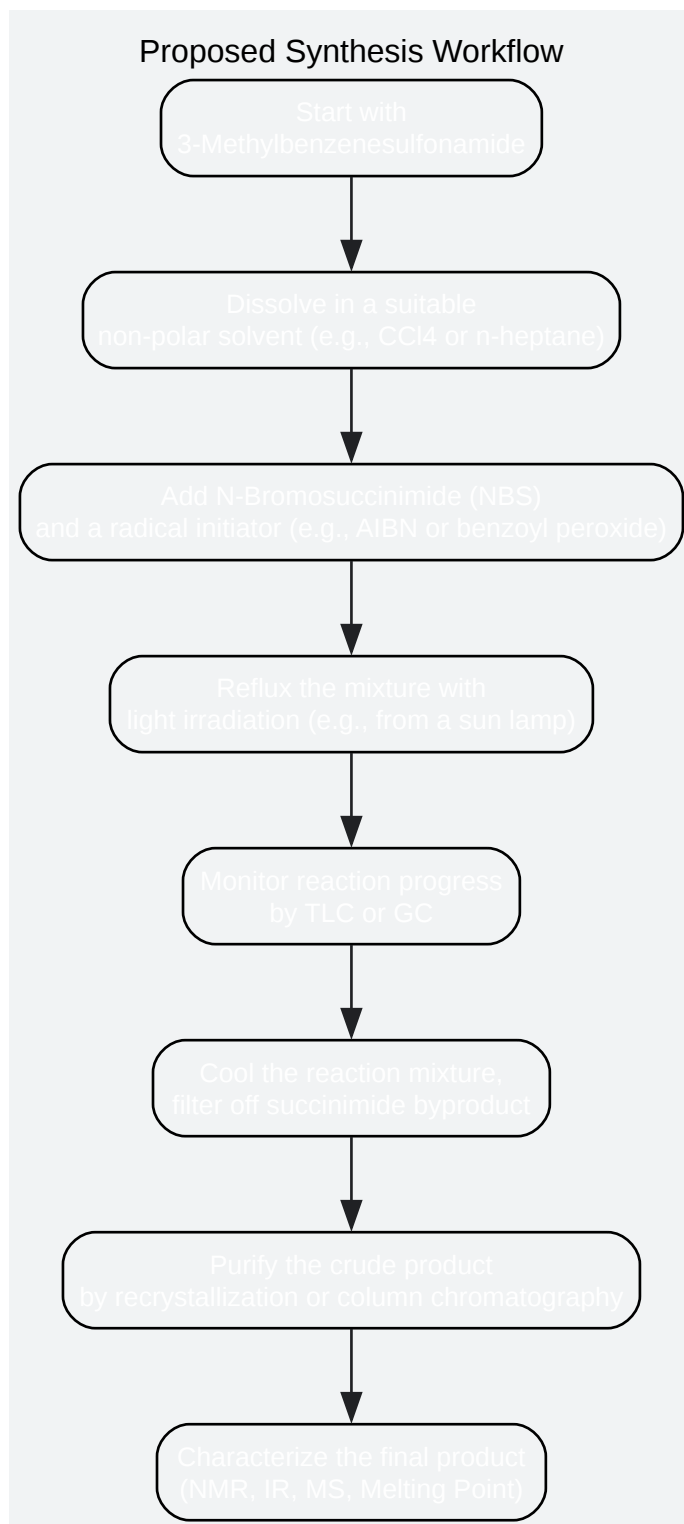 Proposed Synthesis Workflow
Start with
3-Methylbenzenesulfonamide
Dissolve in a suitable
non-polar solvent (e.g., CCl4 or n-heptane)
Add N-Bromosuccinimide (NBS)
and a radical initiator (e.g., AIBN or benzoyl peroxide)
Reflux the mixture with
light irradiation (e.g., from a sun lamp)
Monitor reaction progress
by TLC or GC
Cool the reaction mixture,
filter off succinimide byproduct
Purify the crude product
by recrystallization or column chromatography
Characterize the final product
(NMR, IR, MS, Melting Point)